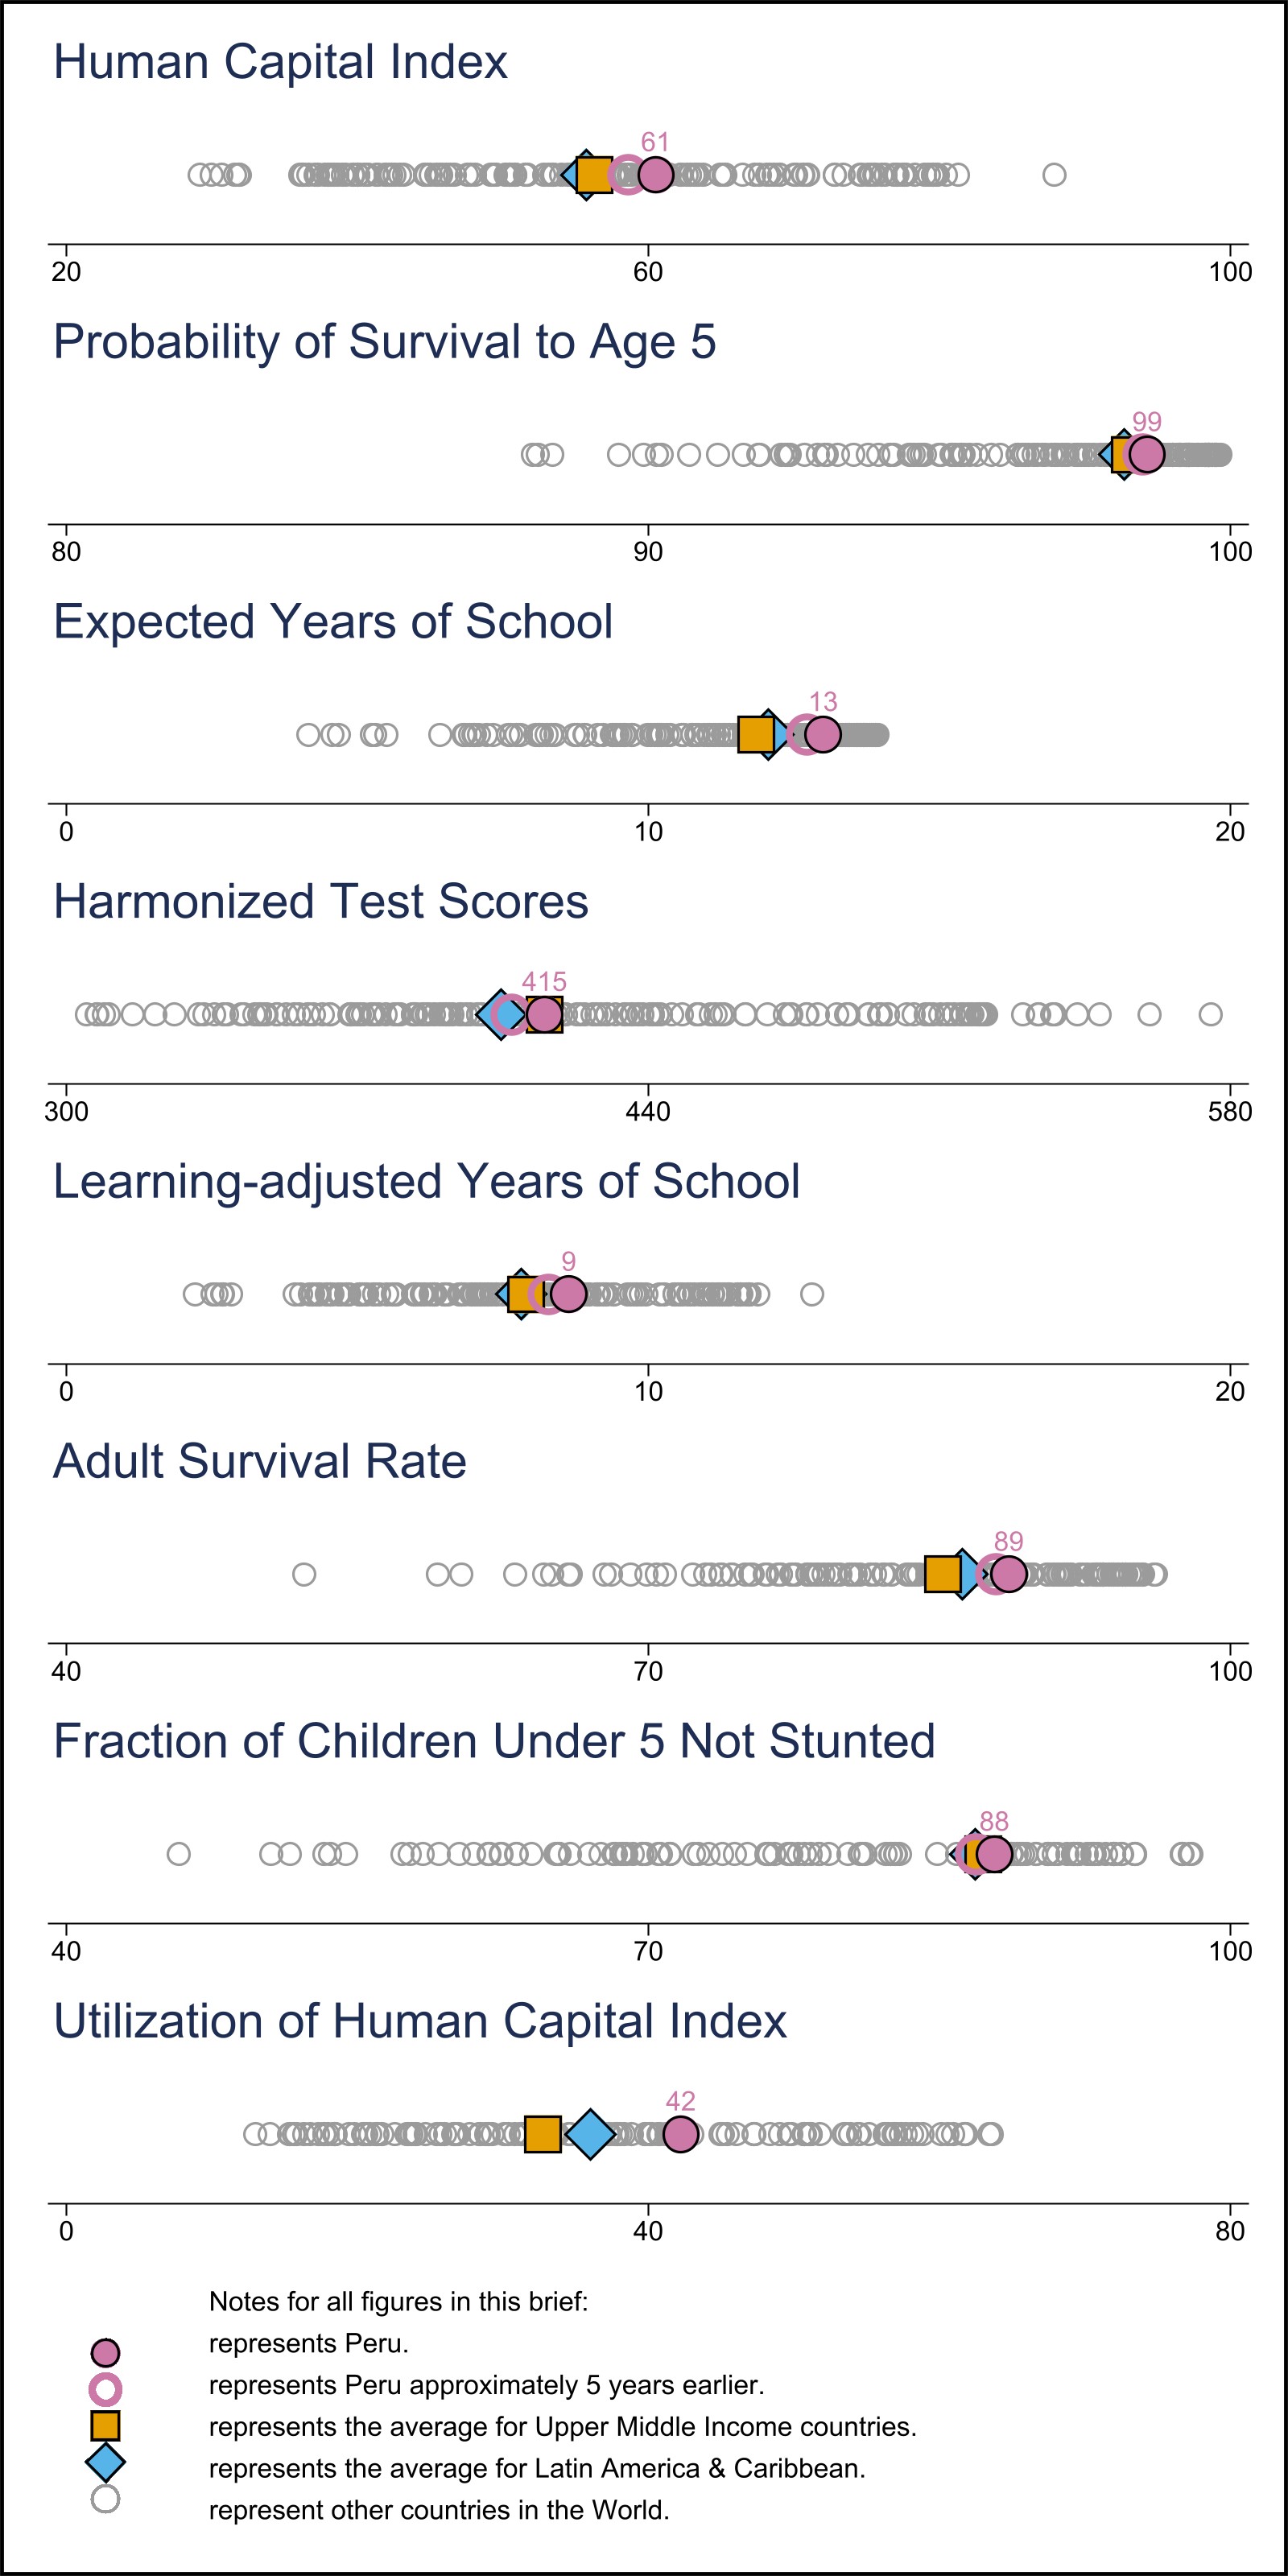 Human Capital Index
61
20 60 100
Probability of Survival to Age 5
99
80 90 100
Expected Years of School
13
0 10 20
Harmonized Test Scores
415
300 440 580
Learning-adjusted Years of School
9
0 10 20
Adult Survival Rate
89
40 70 100
Fraction of Children Under 5 Not Stunted
88
40 70 100
Utilization of Human Capital Index
42
0 40 80
Notes for all figures in this brief:
represents Peru.
represents Peru approximately 5 years earlier.
represents the average for Upper Middle Income countries.
represents the average for Latin America & Caribbean.
represent other countries in the World.